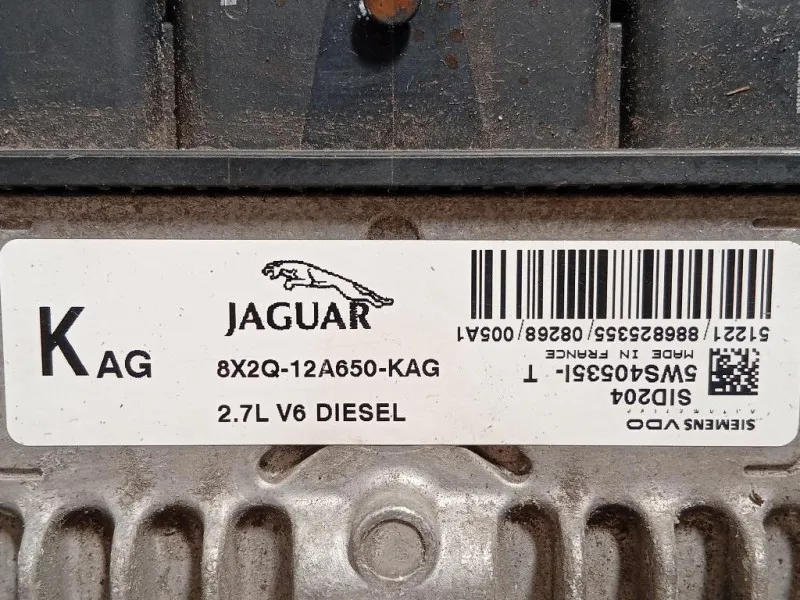 K AG
JAGUAR
8X2Q-12A650-KAG
2.7L V6 DIESEL
51221/886825355/08268/005A1
MADE IN FRANCE
5WS40535I-T
SID204
SIEMENS VDO